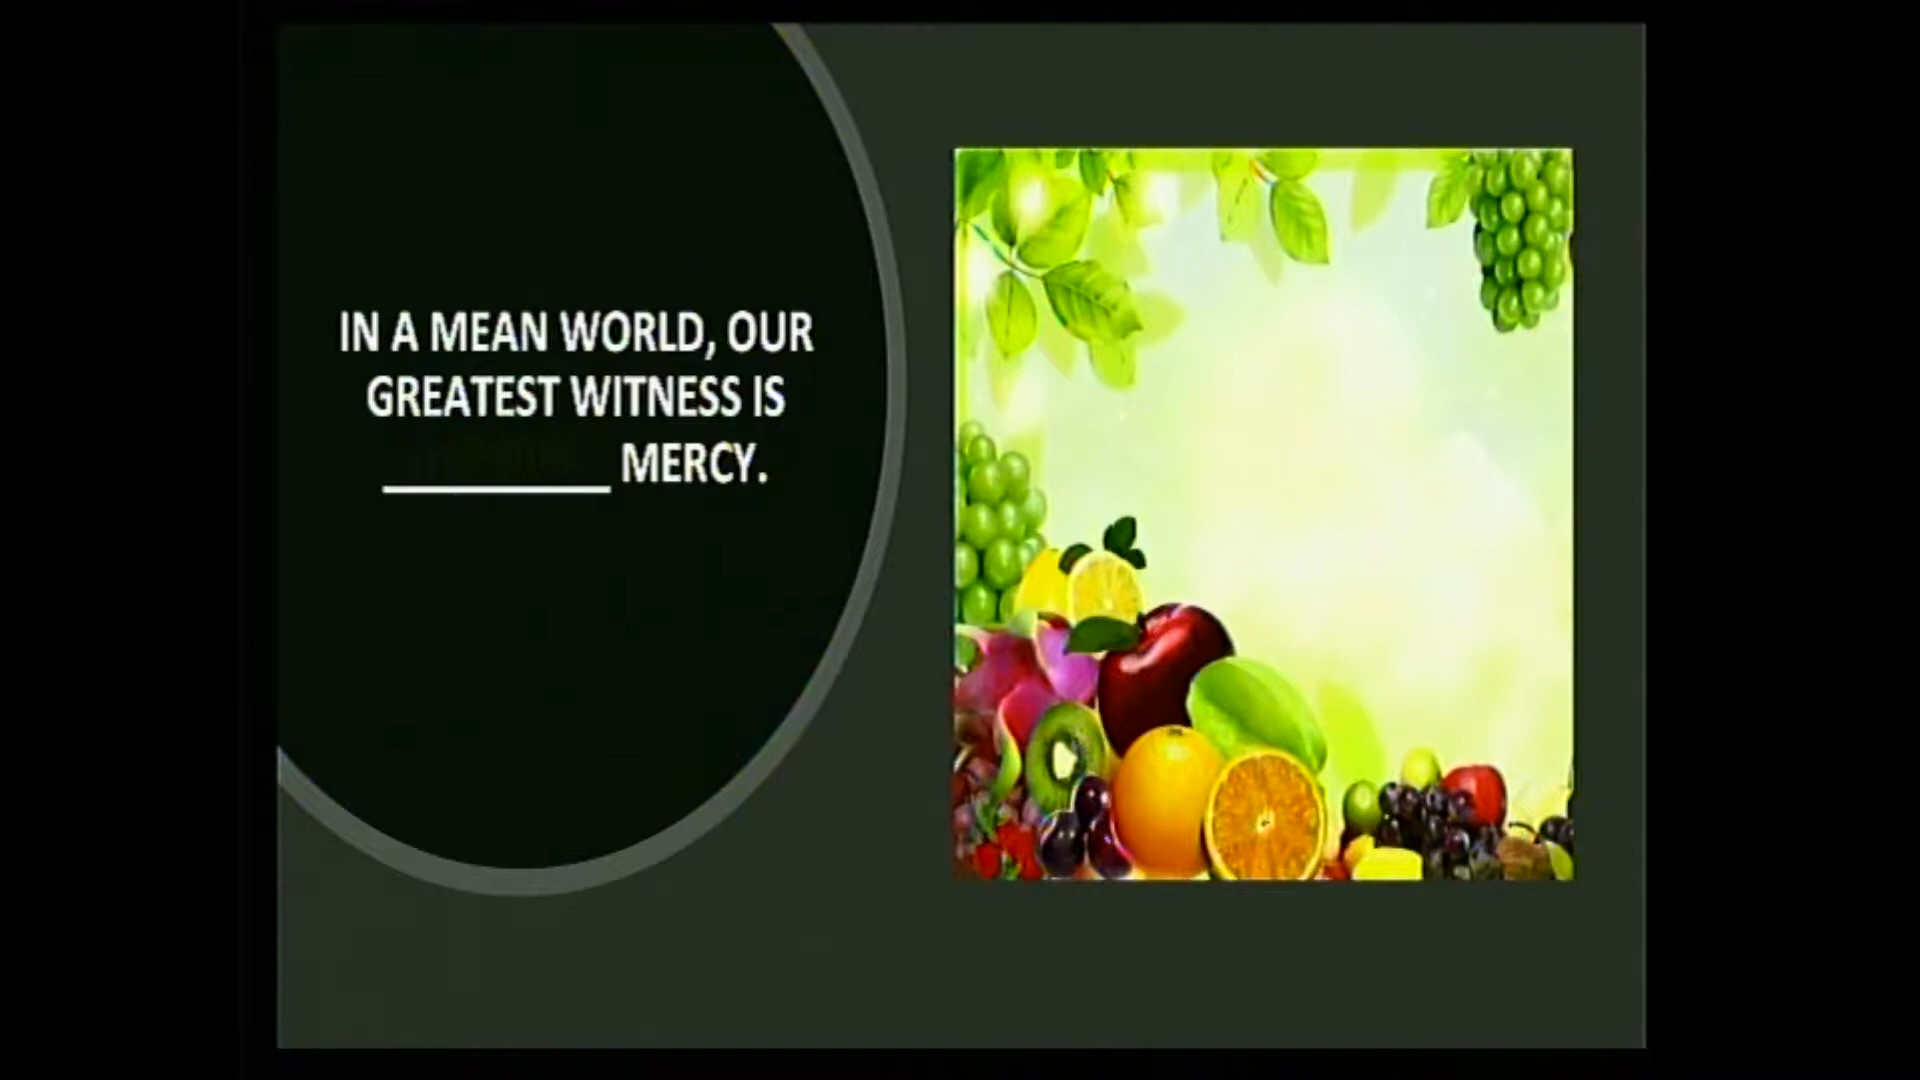 IN A MEAN WORLD, OUR
GREATEST WITNESS IS
__________ MERCY.